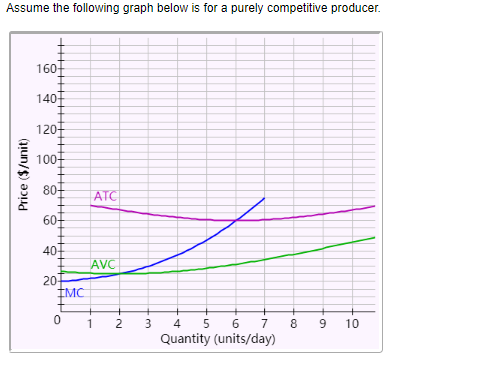 Assume the following graph below is for a purely competitive producer.
Price ($/unit)
160
140
120
100
80
60
40
20
0
ATC
AVC
MC
1 2 3 4 5 6 7 8 9 10
Quantity (units/day)